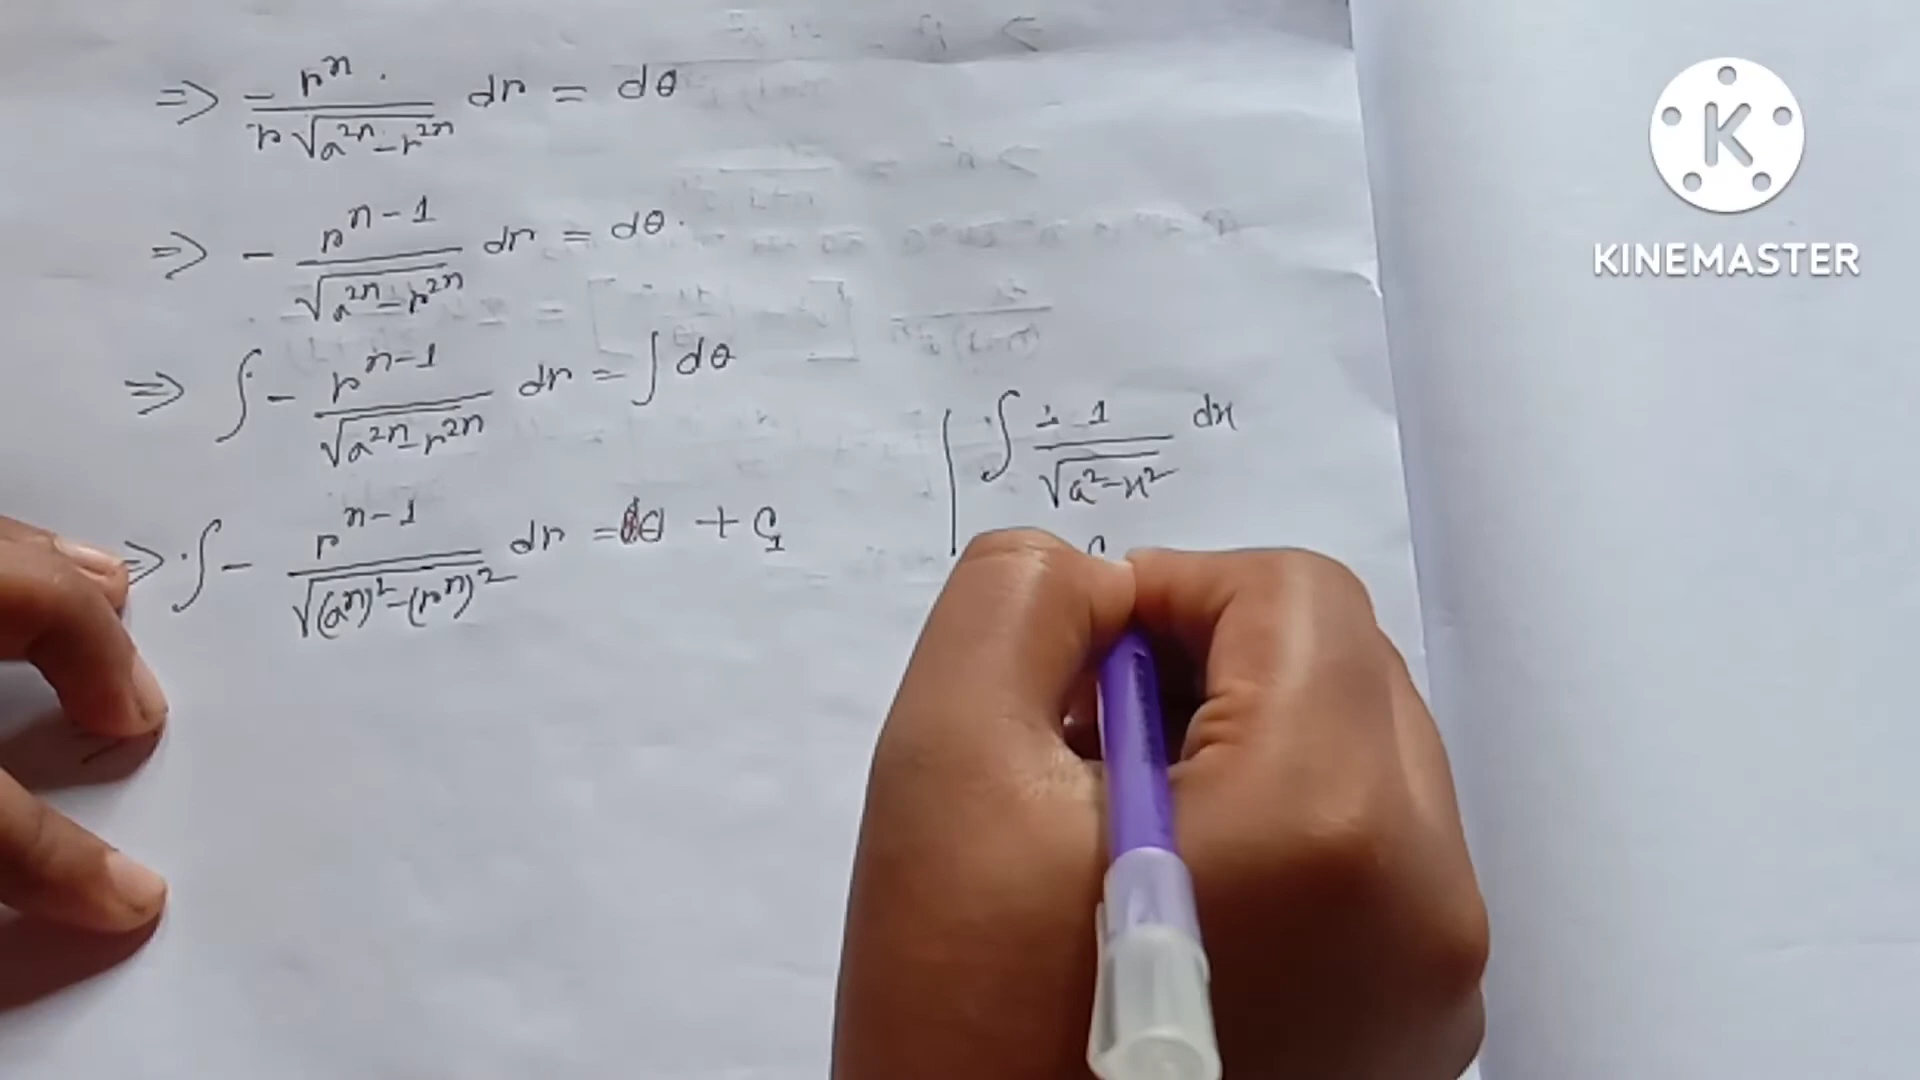 ⇒ - rⁿ / r√(a²ⁿ - r²ⁿ) dr = dθ
⇒ - rⁿ⁻¹ / √(a²ⁿ - r²ⁿ) dr = dθ.
⇒ ∫ - rⁿ⁻¹ / √(a²ⁿ - r²ⁿ) dr = ∫ dθ
⇒ ∫ - rⁿ⁻¹ / √((aⁿ)² - (rⁿ)²) dr = θ + C₁
∫ - 1 / √(a² - x²) dx
KINEMASTER